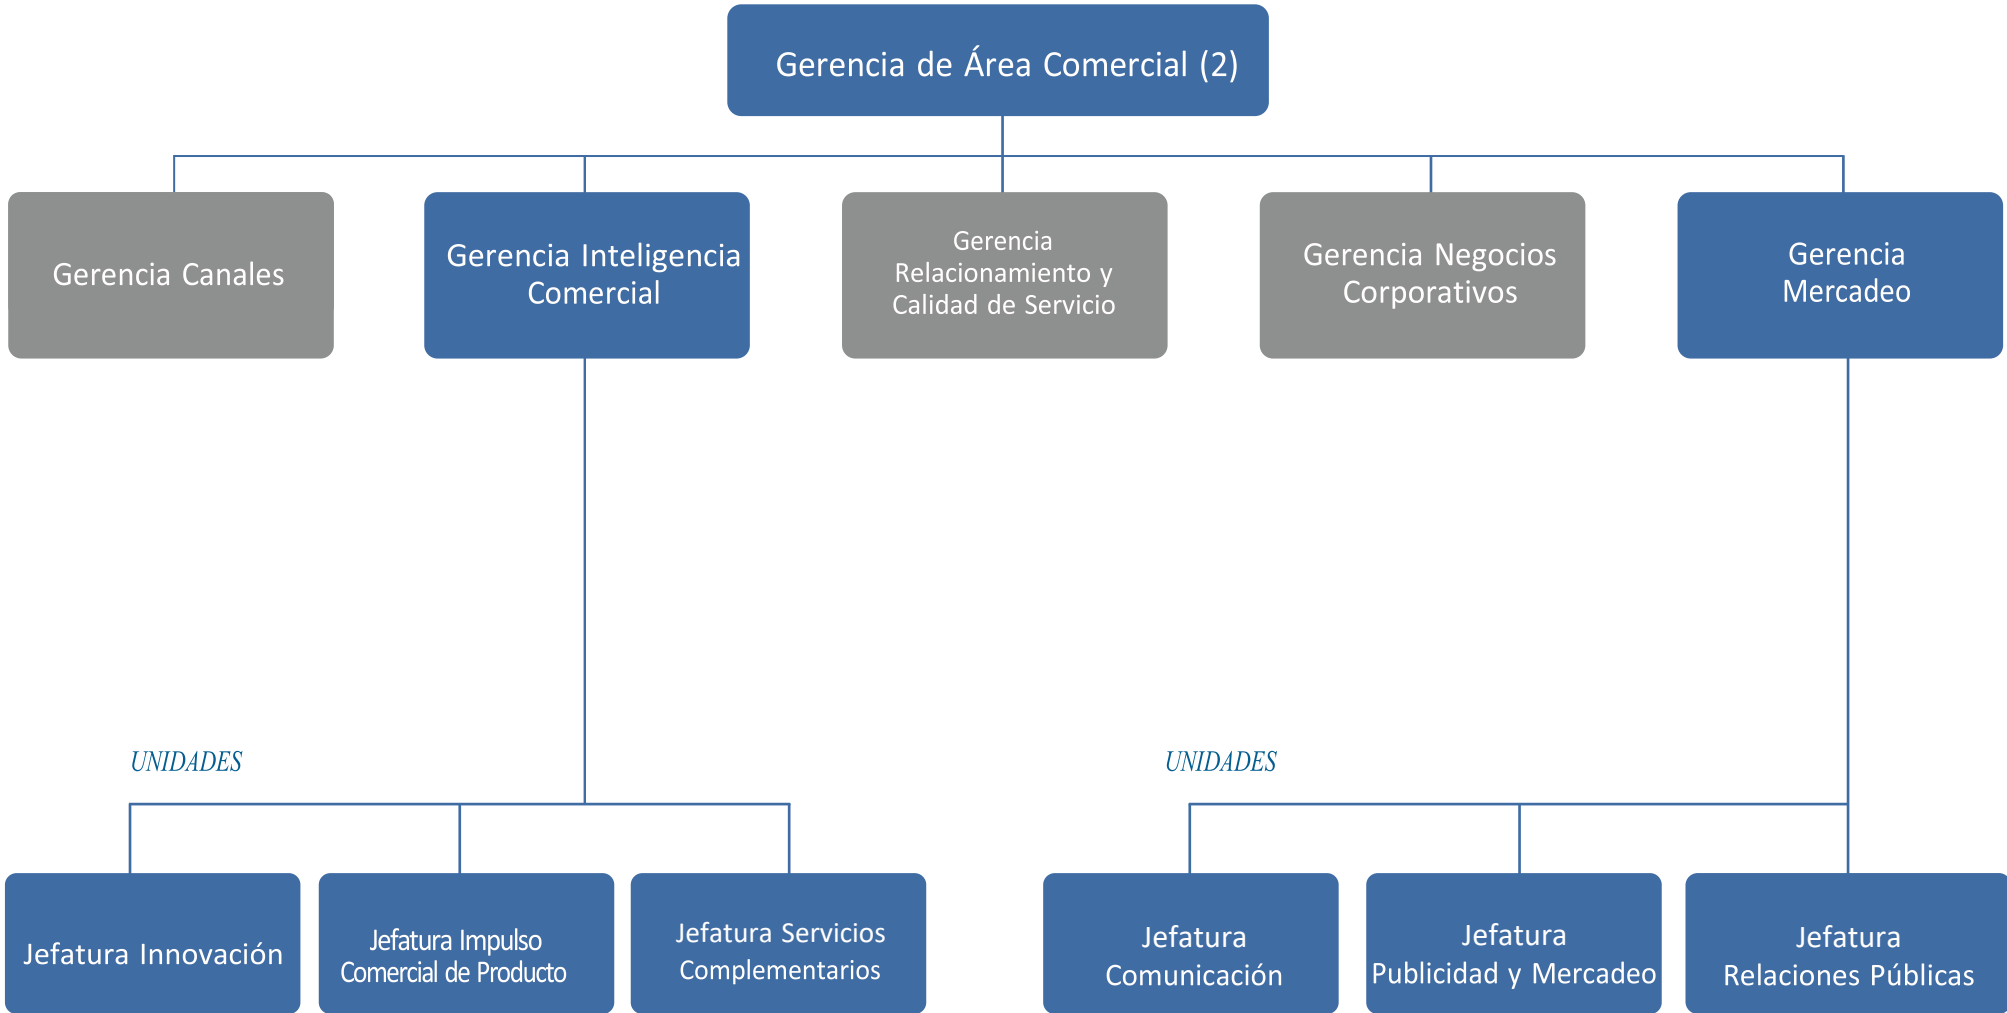 Gerencia de Área Comercial (2)
Gerencia Canales
Gerencia Inteligencia
Comercial
Gerencia
Relacionamiento y
Calidad de Servicio
Gerencia Negocios
Corporativos
Gerencia
Mercadeo
UNIDADES
UNIDADES
Jefatura Innovación
Jefatura Impulso
Comercial de Producto
Jefatura Servicios
Complementarios
Jefatura
Comunicación
Jefatura
Publicidad y Mercadeo
Jefatura
Relaciones Públicas